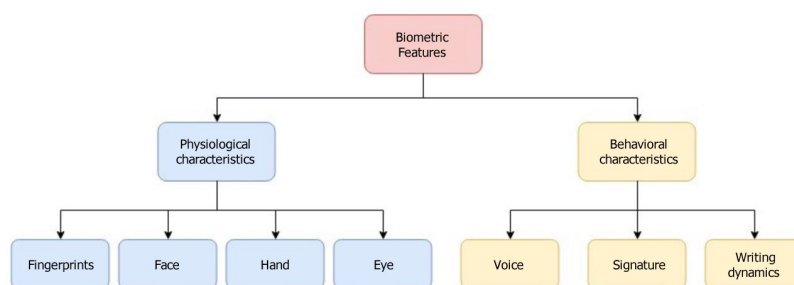 Biometric
Features
Physiological
characteristics
Behavioral
characteristics
Fingerprints
Face
Hand
Eye
Voice
Signature
Writing
dynamics